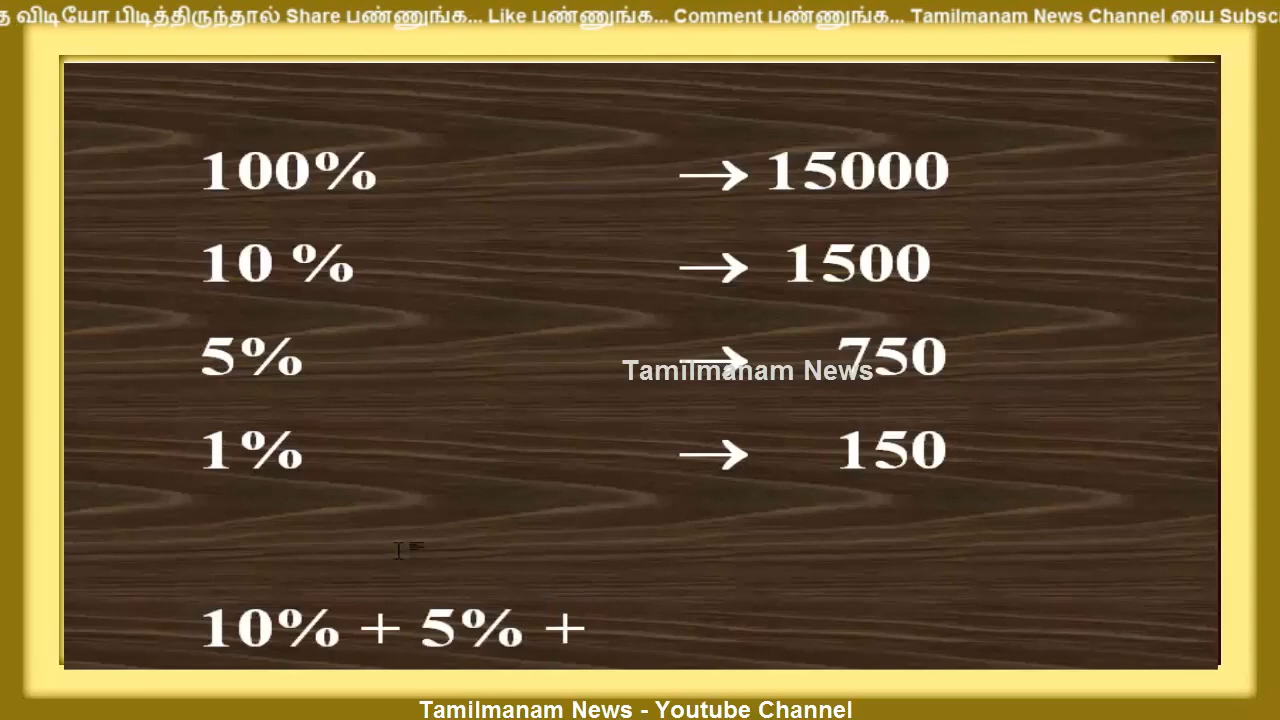 விடியோ பிடித்திருந்தால் Share பண்ணுங்க... Like பண்ணுங்க... Comment பண்ணுங்க... Tamilmanam News Channel யை
100% → 15000
10 % → 1500
5% → 750
Tamilmanam News
1% → 150
10% + 5% +
Tamilmanam News - Youtube Channel